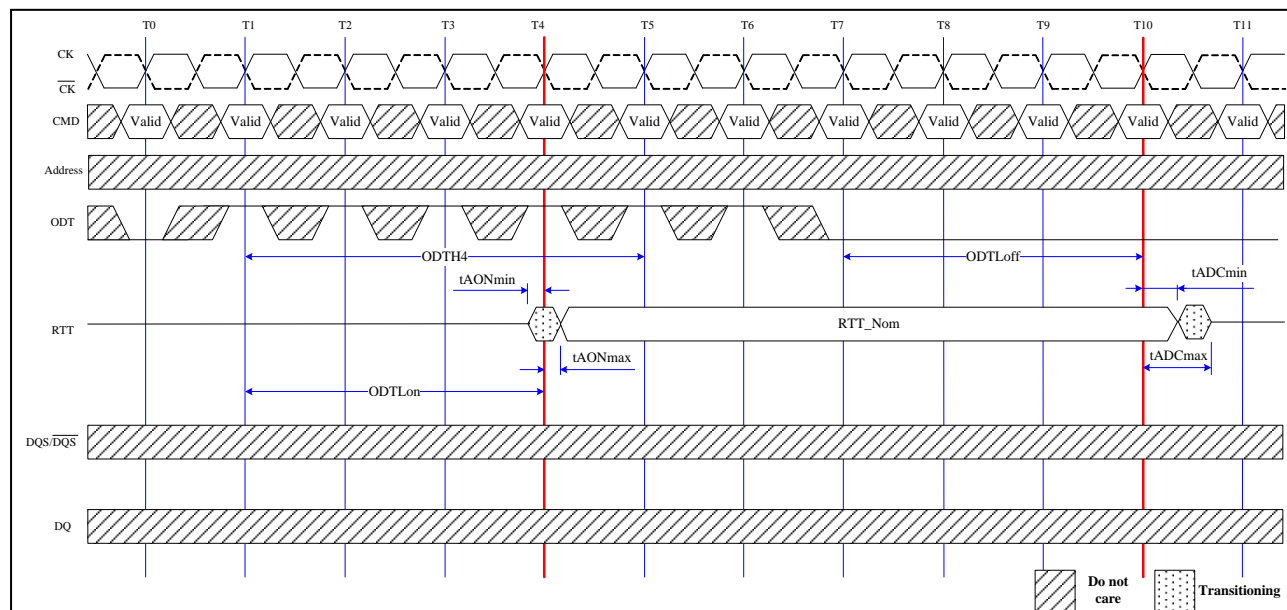 T0 T1 T2 T3 T4 T5 T6 T7 T8 T9 T10 T11
CK
CK
CMD Valid Valid Valid Valid Valid Valid Valid Valid Valid Valid Valid Valid
Address
ODT
ODTH4 ODTLoff
tAONmin tADCmin
RTT RTT_Nom
tAONmax tADCmax
ODTLon
DQS/DQS
DQ
Do not care Transitioning